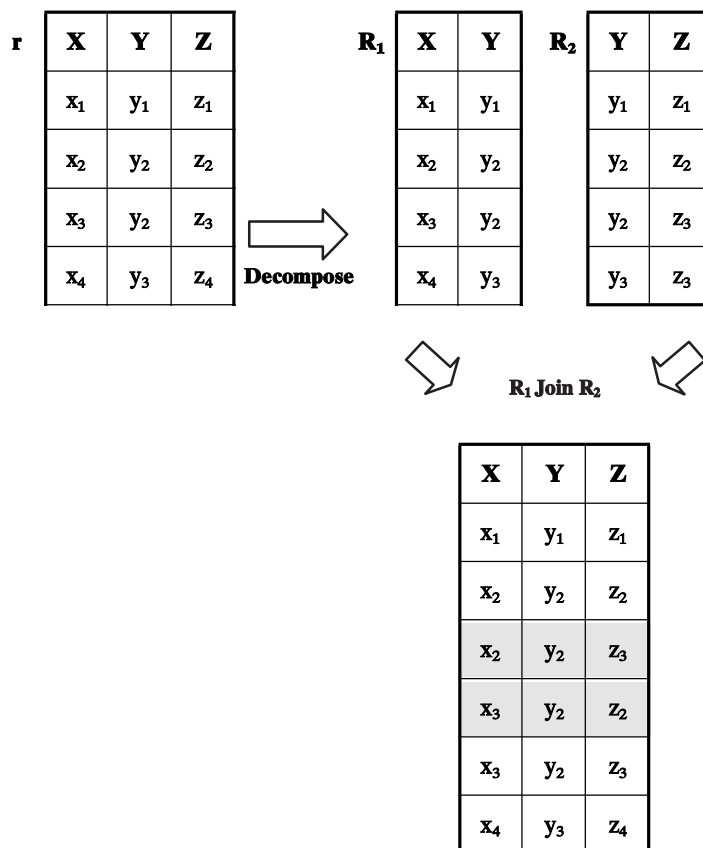 r X Y Z R₁ X Y R₂ Y Z
x₁ y₁ z₁ x₁ y₁ y₁ z₁
x₂ y₂ z₂ x₂ y₂ y₂ z₂
x₃ y₂ z₃ x₃ y₂ y₂ z₃
x₄ y₃ z₄ x₄ y₃ y₃ z₃
Decompose
R₁ Join R₂
X Y Z
x₁ y₁ z₁
x₂ y₂ z₂
x₂ y₂ z₃
x₃ y₂ z₂
x₃ y₂ z₃
x₄ y₃ z₄